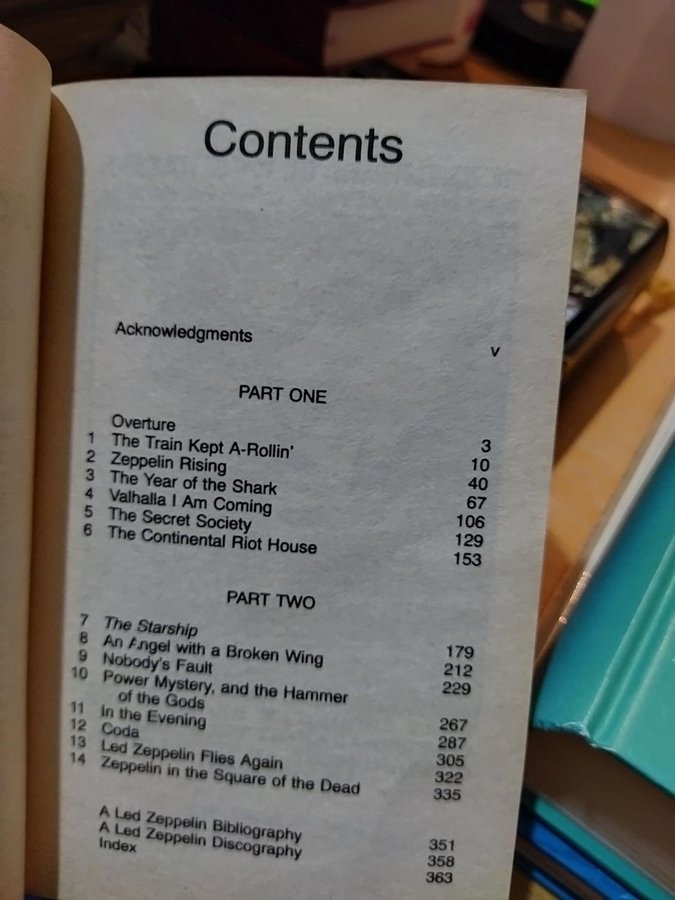 Contents
Acknowledgments v
PART ONE
Overture 3
1 The Train Kept A-Rollin' 10
2 Zeppelin Rising 40
3 The Year of the Shark 67
4 Valhalla I Am Coming 106
5 The Secret Society 129
6 The Continental Riot House 153
PART TWO
7 The Starship 179
8 An Angel with a Broken Wing 212
9 Nobody's Fault 229
10 Power Mystery, and the Hammer
of the Gods 267
11 In the Evening 287
12 Coda 305
13 Led Zeppelin Flies Again 322
14 Zeppelin in the Square of the Dead 335
A Led Zeppelin Bibliography 351
A Led Zeppelin Discography 358
Index 363